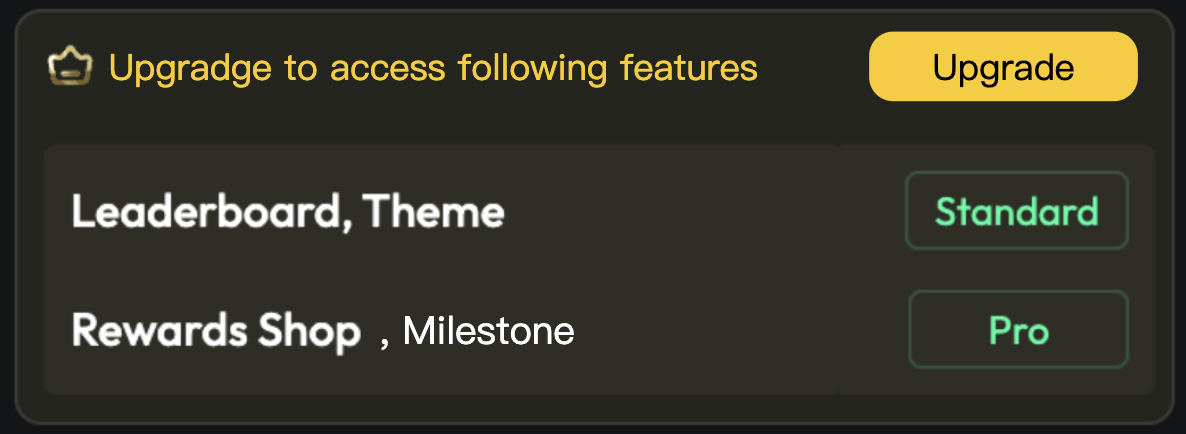 Upgradge to access following features
Upgrade
Leaderboard, Theme
Standard
Rewards Shop , Milestone
Pro